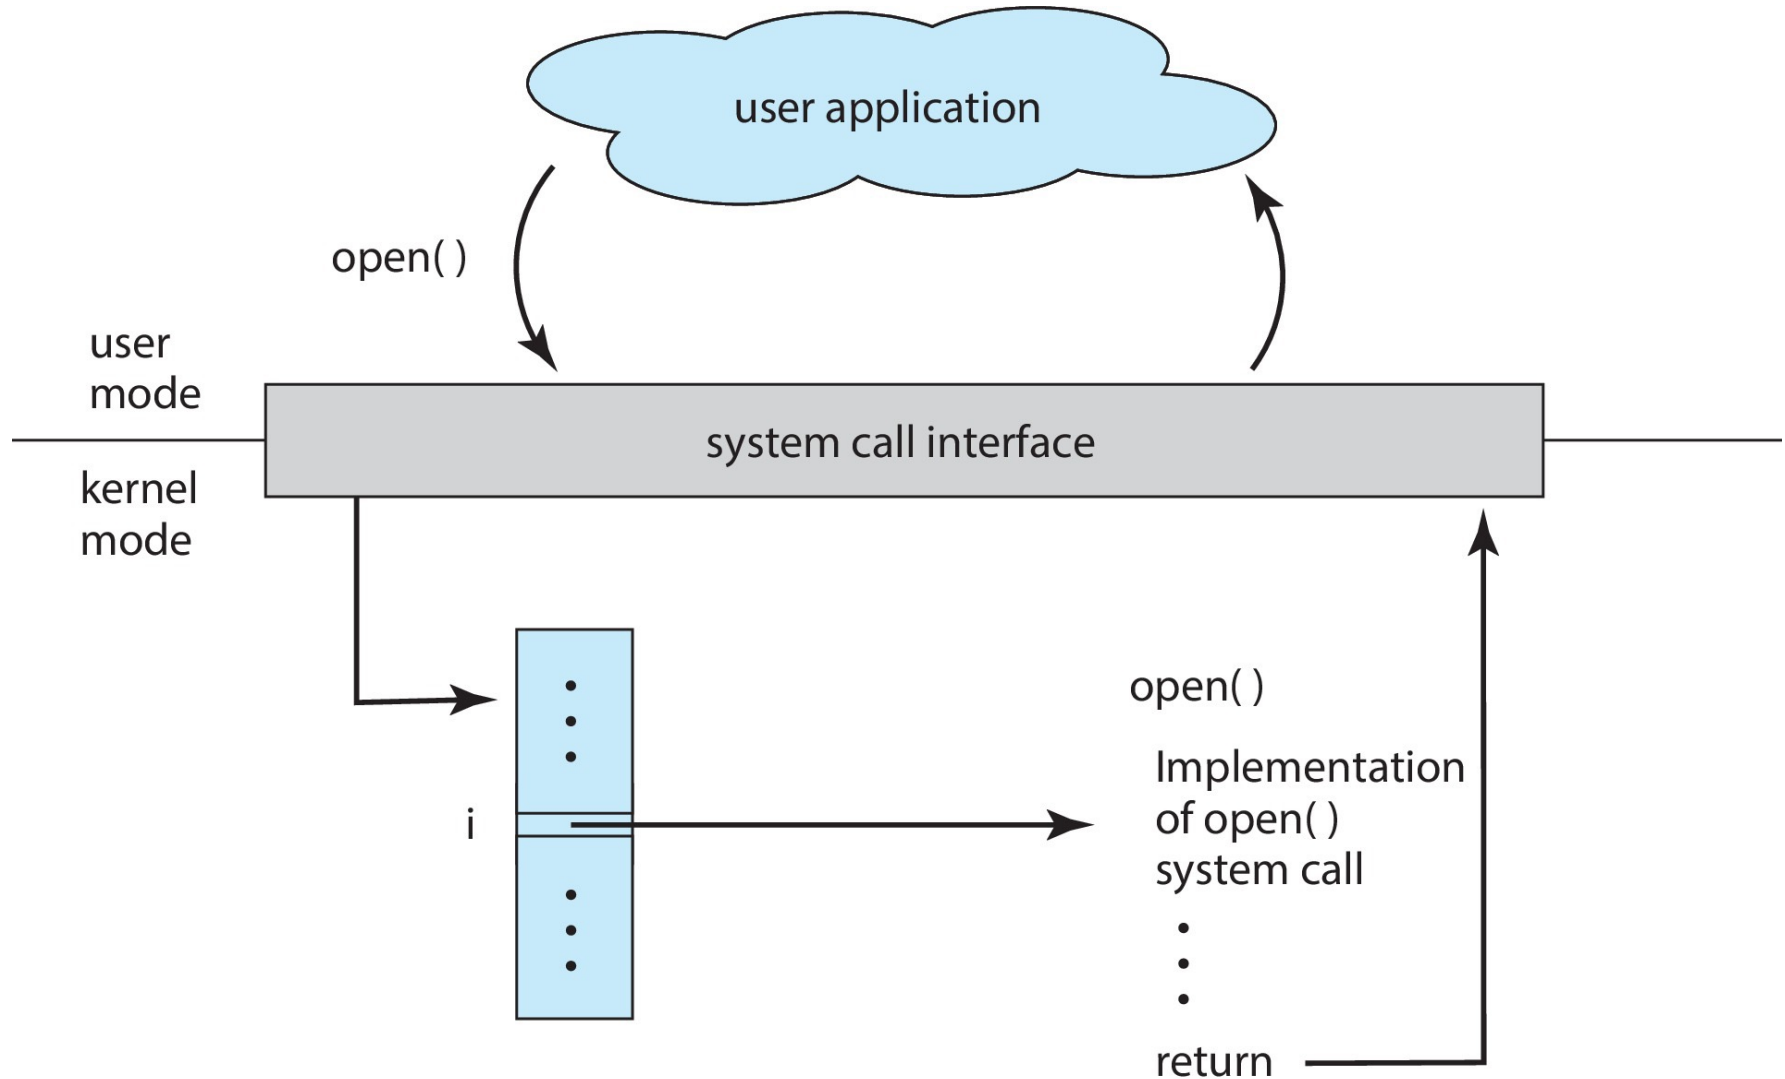 user application
open( )
user
mode
system call interface
kernel
mode
open( )
Implementation
of open( )
system call
i
return